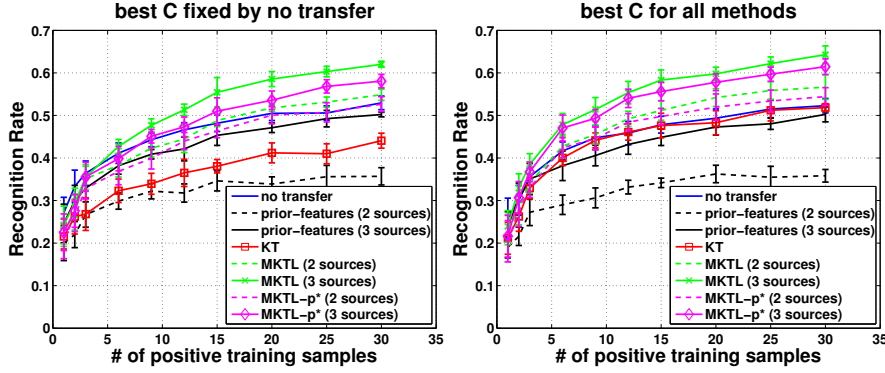 best C fixed by no transfer
0.7
0.6
0.5
0.4
0.3
0.2
0.1
0
Recognition Rate
no transfer
prior−features (2 sources)
prior−features (3 sources)
KT
MKTL (2 sources)
MKTL (3 sources)
MKTL−p* (2 sources)
MKTL−p* (3 sources)
0 5 10 15 20 25 30 35
# of positive training samples
best C for all methods
0.7
0.6
0.5
0.4
0.3
0.2
0.1
0
Recognition Rate
no transfer
prior−features (2 sources)
prior−features (3 sources)
KT
MKTL (2 sources)
MKTL (3 sources)
MKTL−p* (2 sources)
MKTL−p* (3 sources)
0 5 10 15 20 25 30 35
# of positive training samples